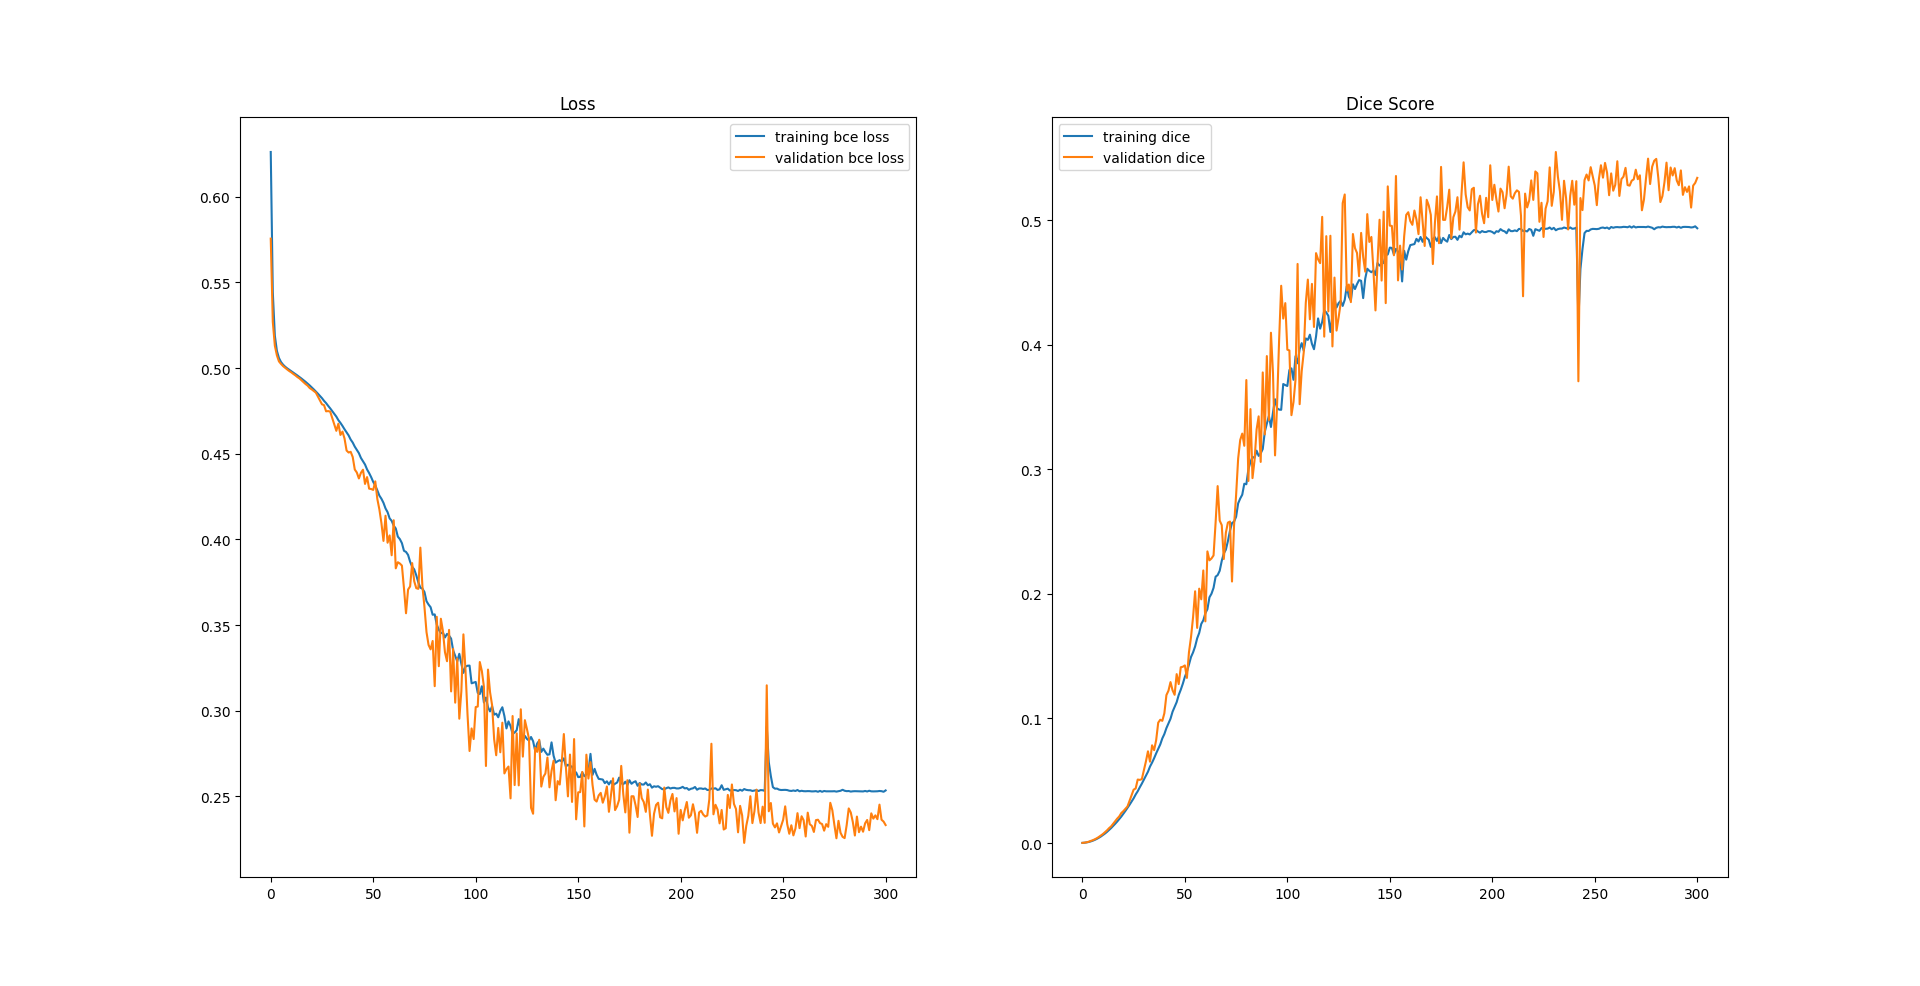 Loss
training bce loss
validation bce loss
0.60
0.55
0.50
0.45
0.40
0.35
0.30
0.25
0 50 100 150 200 250 300
Dice Score
training dice
validation dice
0.5
0.4
0.3
0.2
0.1
0.0
0 50 100 150 200 250 300